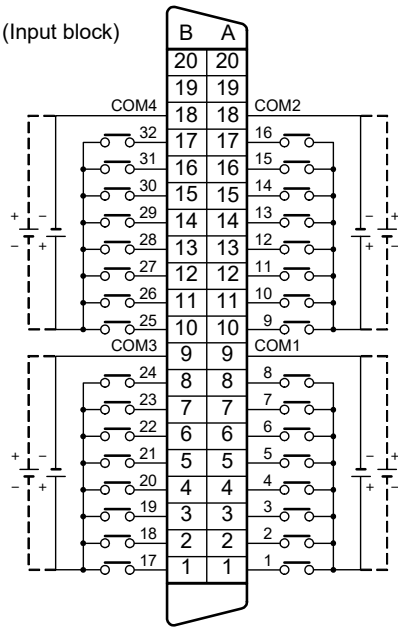 (Input block) B A
20 20
19 19
COM4 18 18 COM2
32 17 17 16
31 16 16 15
30 15 15 14
+ − 29 14 14 13 − +
− + 28 13 13 12 + −
27 12 12 11
26 11 11 10
25 10 10 9
COM3 9 9 COM1
24 8 8 8
23 7 7 7
22 6 6 6
+ − 21 5 5 5 − +
− + 20 4 4 4 + −
19 3 3 3
18 2 2 2
17 1 1 1